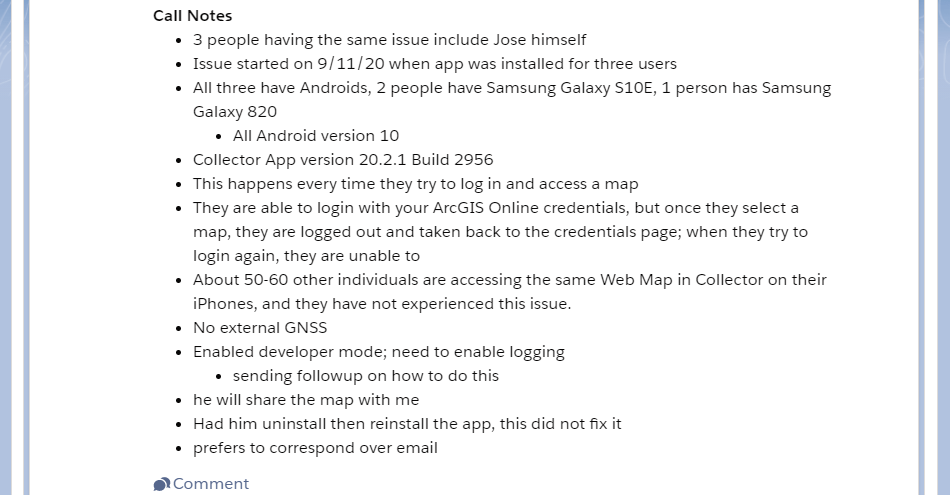 Call Notes
3 people having the same issue include Jose himself
Issue started on 9/11/20 when app was installed for three users
All three have Androids, 2 people have Samsung Galaxy S10E, 1 person has Samsung
Galaxy 820
All Android version 10
Collector App version 20.2.1 Build 2956
This happens every time they try to log in and access a map
They are able to login with your ArcGIS Online credentials, but once they select a
map, they are logged out and taken back to the credentials page; when they try to
login again, they are unable to
About 50-60 other individuals are accessing the same Web Map in Collector on their
iPhones, and they have not experienced this issue.
No external GNSS
Enabled developer mode; need to enable logging
sending followup on how to do this
he will share the map with me
Had him uninstall then reinstall the app, this did not fix it
prefers to correspond over email
Comment